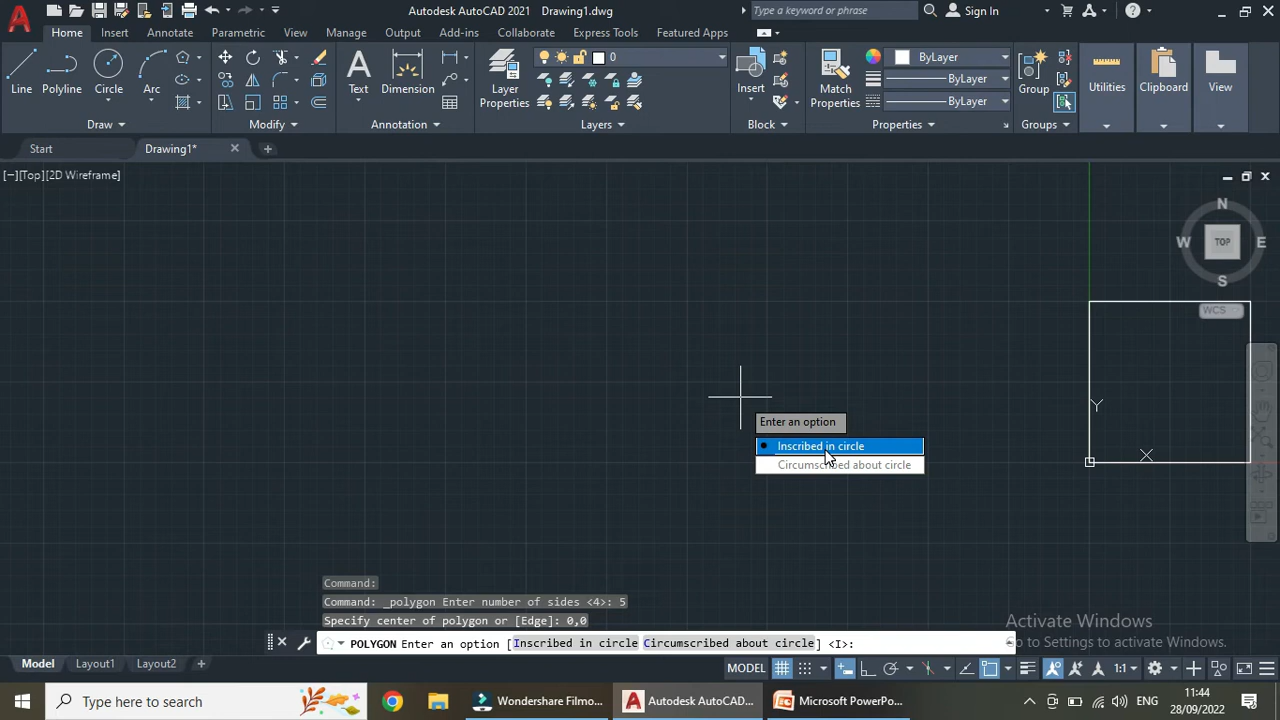 Autodesk AutoCAD 2021 Drawing1.dwg
Type a keyword or phrase
Sign In
Home Insert Annotate Parametric View Manage Output Add-ins Collaborate Express Tools Featured Apps
Line Polyline Circle Arc
Text Dimension
Layer Properties
0
Insert
Match Properties
ByLayer
ByLayer
ByLayer
Group
Utilities
Clipboard
View
Draw Modify Annotation Layers Block Properties Groups
Start Drawing1*
[−][Top][2D Wireframe]
N
W TOP E
S
WCS
Y
X
Enter an option
Inscribed in circle
Circumscribed about circle
Command:
Command: _polygon Enter number of sides <4>: 5
Specify center of polygon or [Edge]: 0,0
POLYGON Enter an option [Inscribed in circle Circumscribed about circle] <I>:
Activate Windows
Go to Settings to activate Windows.
Model Layout1 Layout2
MODEL 1:1
Type here to search
Wondershare Filmo...
Autodesk AutoCAD...
Microsoft PowerPo...
ENG
11:44
28/09/2022